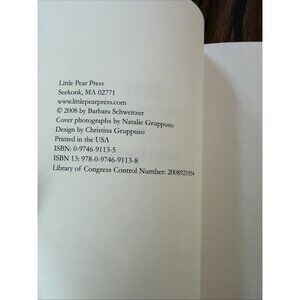 Little Pear Press
Seekonk, MA 02771
www.littlepearpress.com
© 2008 by Barbara Schweitzer
Cover photographs by Natalie Gruppuso
Design by Christina Gruppuso
Printed in the USA
ISBN: 0-9746-9113-5
ISBN 13: 978-0-9746-9113-8
Library of Congress Control Number: 2008921954